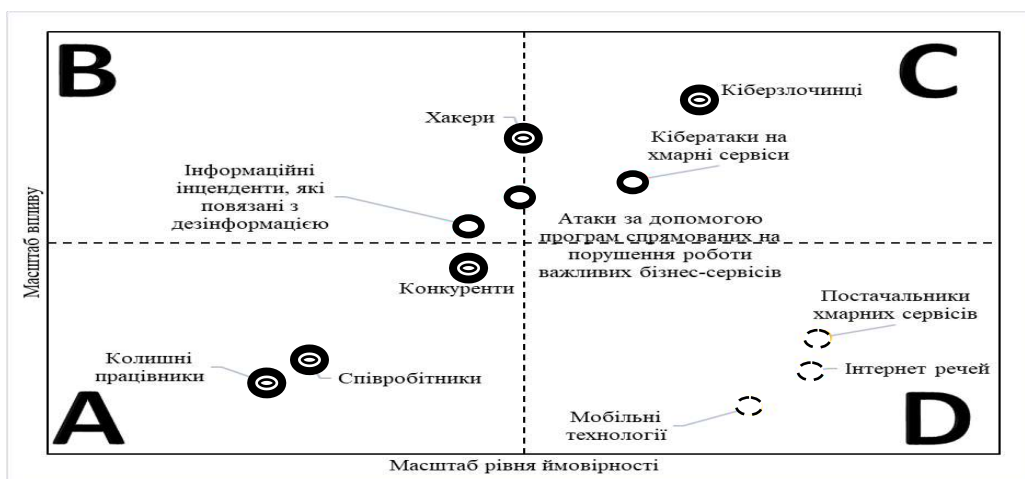 B
C
Кіберзлочинці
Хакери
Кібератаки на
хмарні сервіси
Інформаційні
інценденти, які
повязані з
дезінформацією
Атаки за допомогою
програм спрямованих на
порушення роботи
важливих бізнес-сервісів
Масштаб впливу
Конкуренти
Постачальники
хмарних сервісів
Колишні
працівники
Співробітники
Інтернет речей
Мобільні
технології
A
D
Масштаб рівня ймовірності